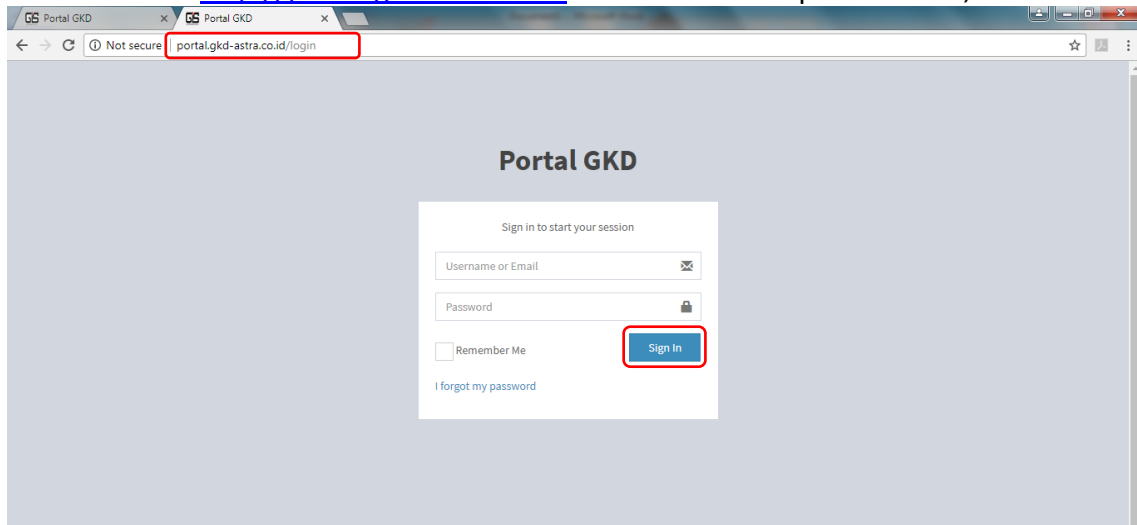 Portal GKD
Portal GKD
Not secure | portal.gkd-astra.co.id/login
Portal GKD
Sign in to start your session
Username or Email
Password
Remember Me
Sign In
I forgot my password